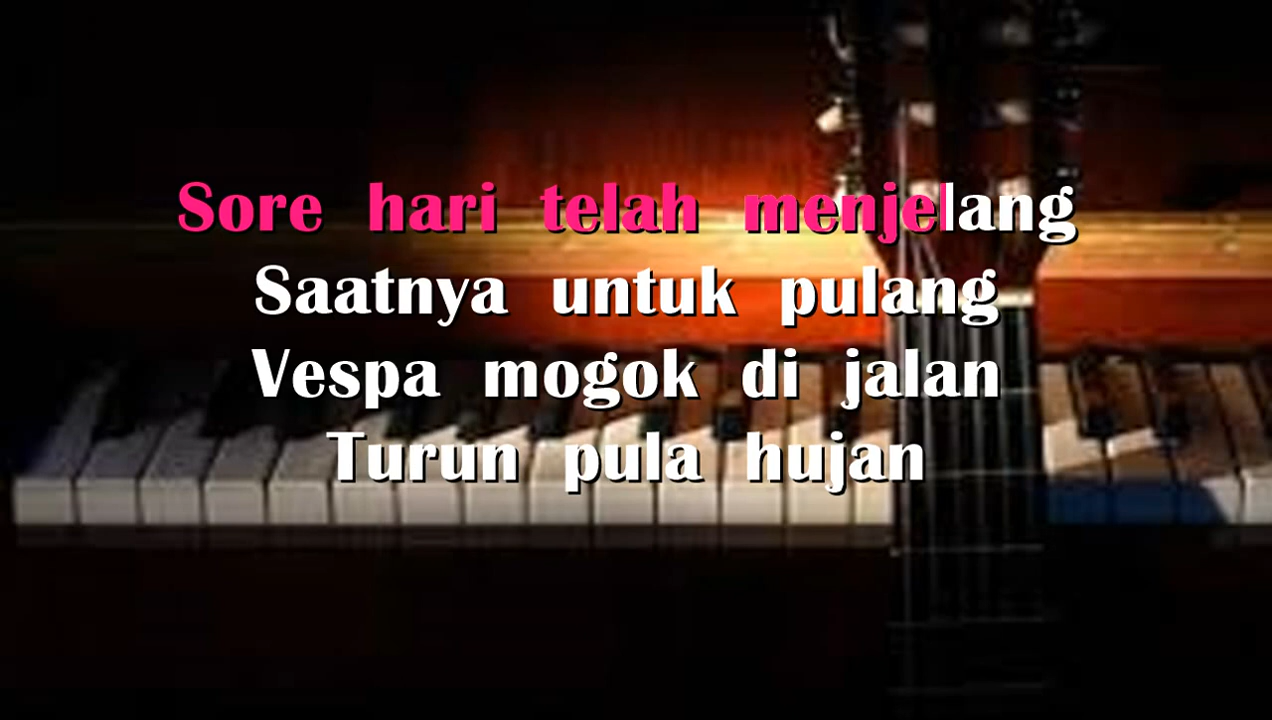 Sore hari telah menjelang
Saatnya untuk pulang
Vespa mogok di jalan
Turun pula hujan